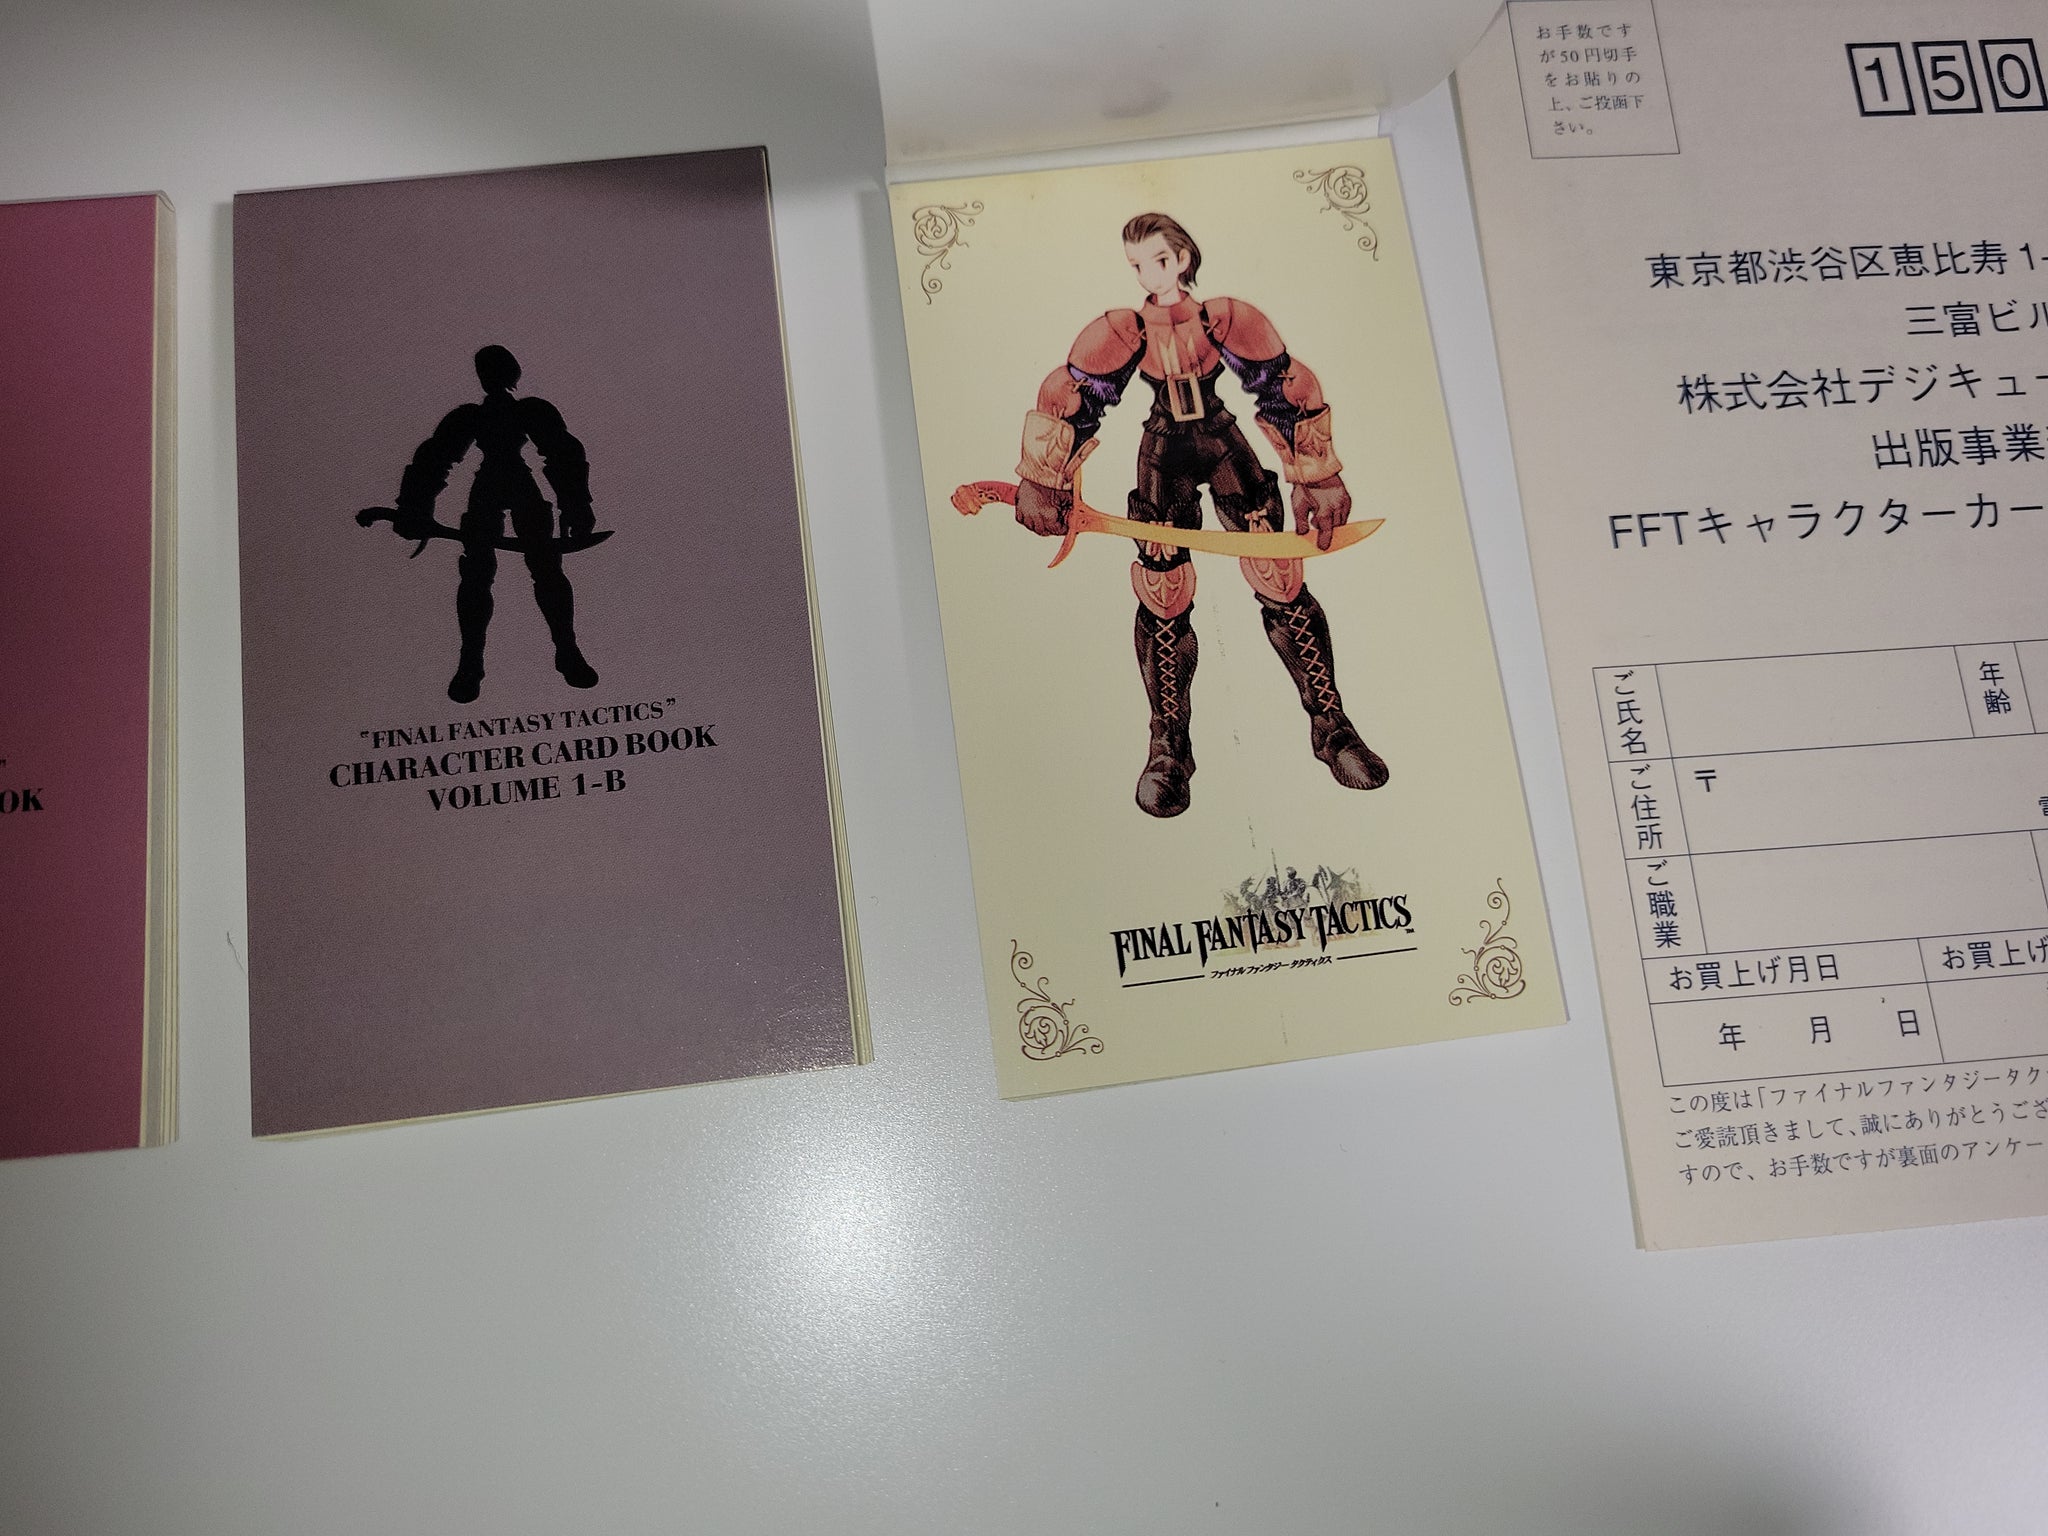 OK
"FINAL FANTASY TACTICS"
CHARACTER CARD BOOK
VOLUME 1-B
FINAL FANTASY TACTICS™
ファイナルファンタジー タクティクス
お手数です
が50円切手
をお貼りの
上、ご投函下
さい。
150
東京都渋谷区恵比寿1-
三富ビル
株式会社デジキュー
出版事業
FFTキャラクターカー
ご氏名
年齢
ご住所
〒
ご職業
お買上げ月日
お買上げ
年 月 日
この度は「ファイナルファンタジータク
ご愛読頂きまして、誠にありがとうござ
すので、お手数ですが裏面のアンケー